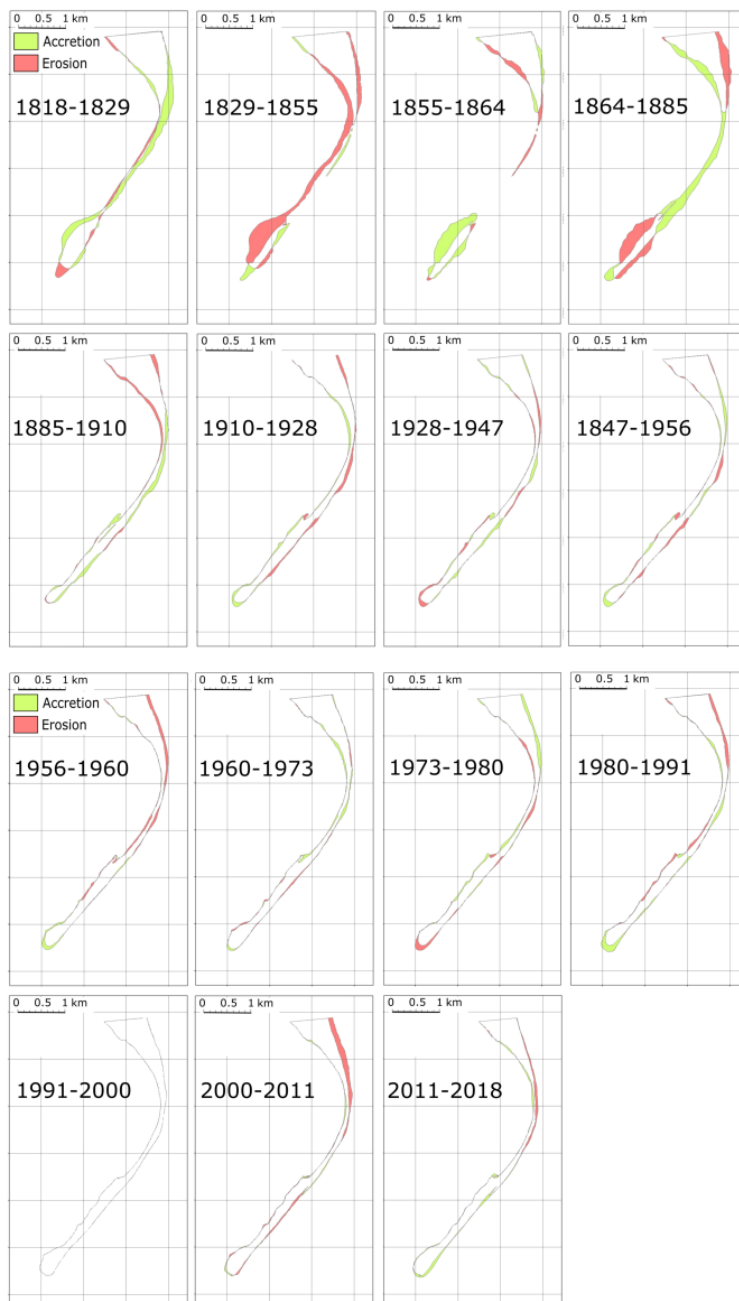 0 0.5 1 km
0 0.5 1 km
0 0.5 1 km
0 0.5 1 km
Accretion
Erosion
1818-1829
1829-1855
1855-1864
1864-1885
0 0.5 1 km
0 0.5 1 km
0 0.5 1 km
0 0.5 1 km
1885-1910
1910-1928
1928-1947
1847-1956
0 0.5 1 km
0 0.5 1 km
0 0.5 1 km
0 0.5 1 km
Accretion
Erosion
1956-1960
1960-1973
1973-1980
1980-1991
0 0.5 1 km
0 0.5 1 km
0 0.5 1 km
1991-2000
2000-2011
2011-2018